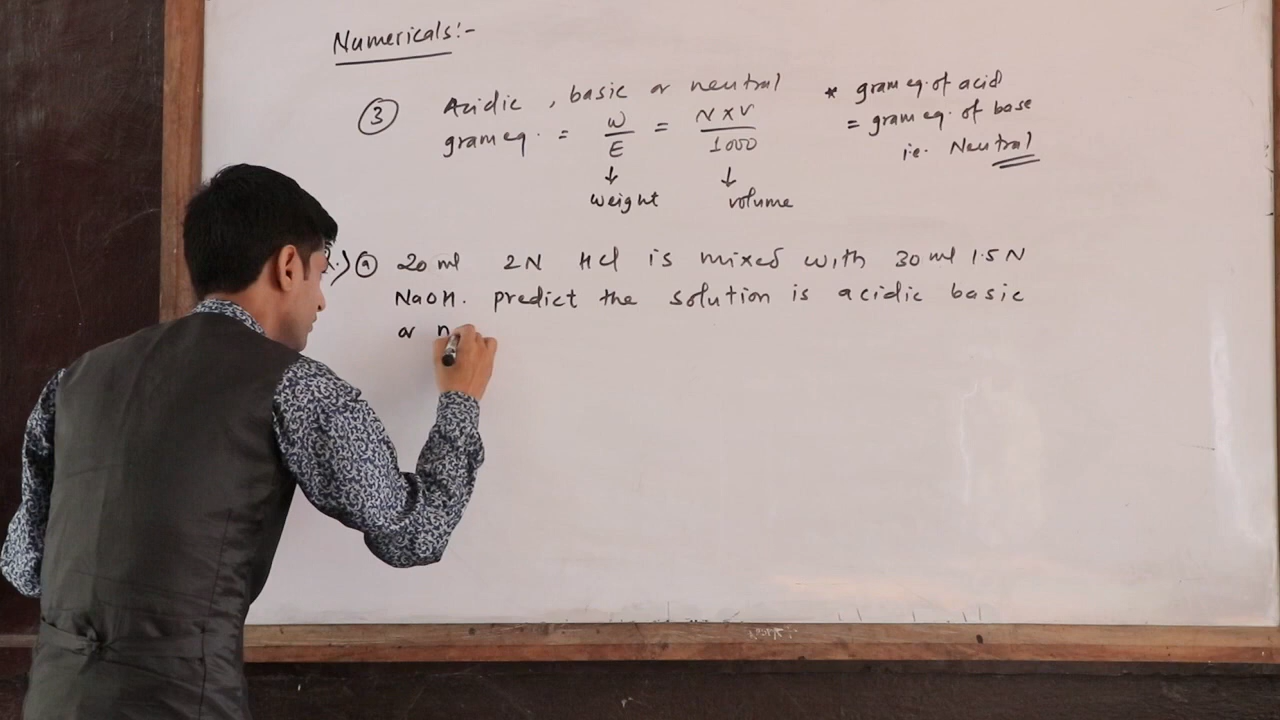 Numericals:-
③ Acidic, basic or neutral
gram eq. = W/E = N×V/1000
↓ ↓
weight volume
* gram eq. of acid
= gram eq. of base
i.e. Neutral
ⓐ 20 ml 2N HCl is mixed with 30 ml 1.5 N
NaOH. predict the solution is acidic basic
or n